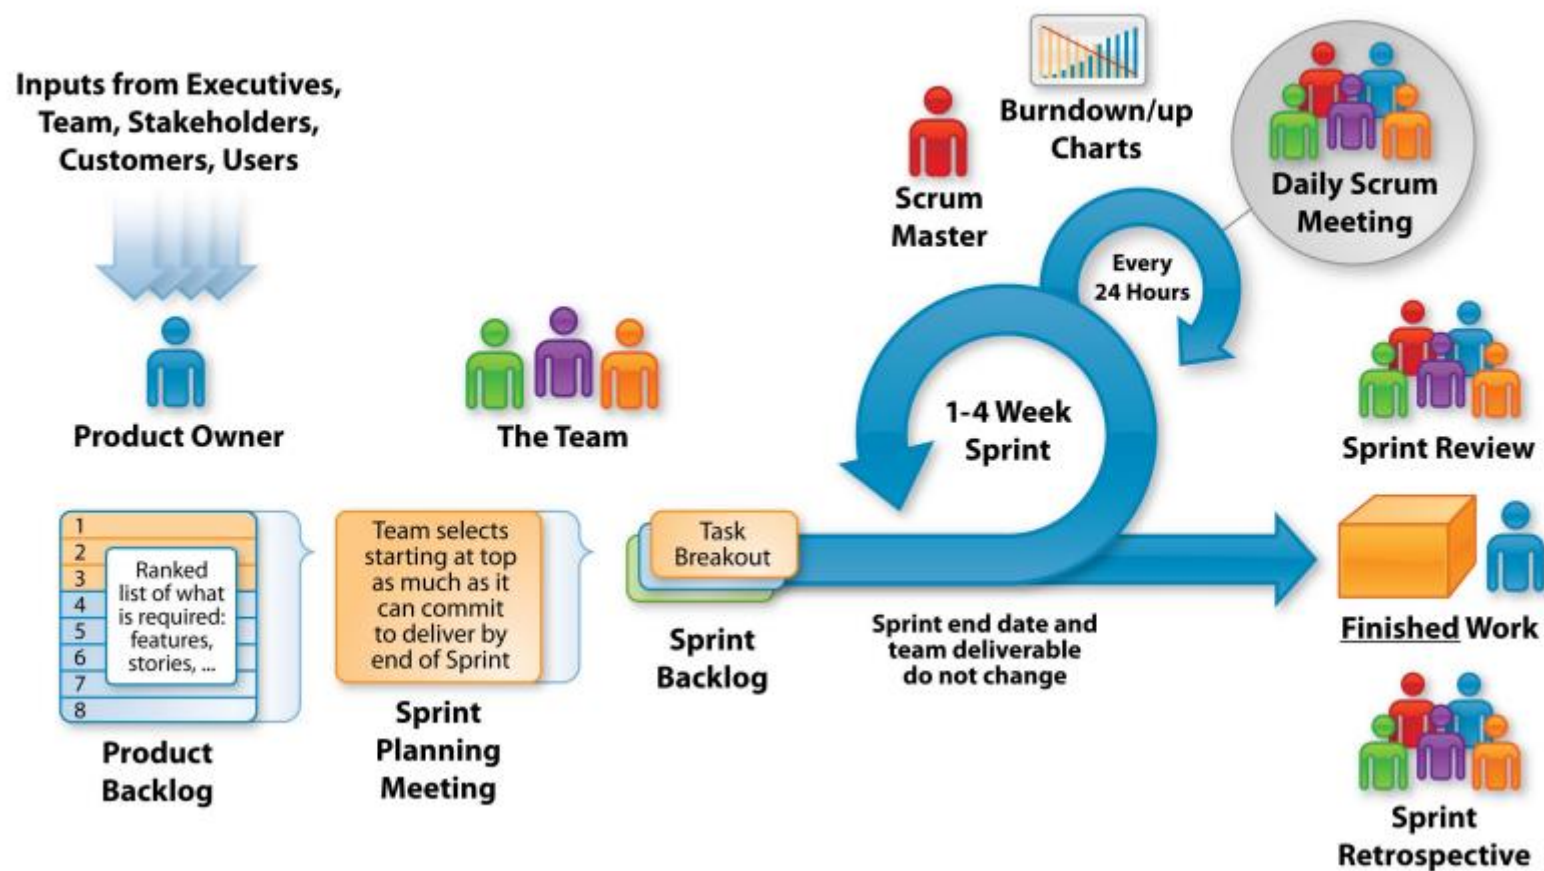 Inputs from Executives,
Team, Stakeholders,
Customers, Users
Product Owner
The Team
Scrum
Master
Burndown/up
Charts
Daily Scrum
Meeting
Every
24 Hours
1-4 Week
Sprint
Sprint Review
1
2
3
4
5
6
7
8
Ranked
list of what
is required:
features,
stories, ...
Product
Backlog
Team selects
starting at top
as much as it
can commit
to deliver by
end of Sprint
Sprint
Planning
Meeting
Task
Breakout
Sprint
Backlog
Sprint end date and
team deliverable
do not change
Finished Work
Sprint
Retrospective